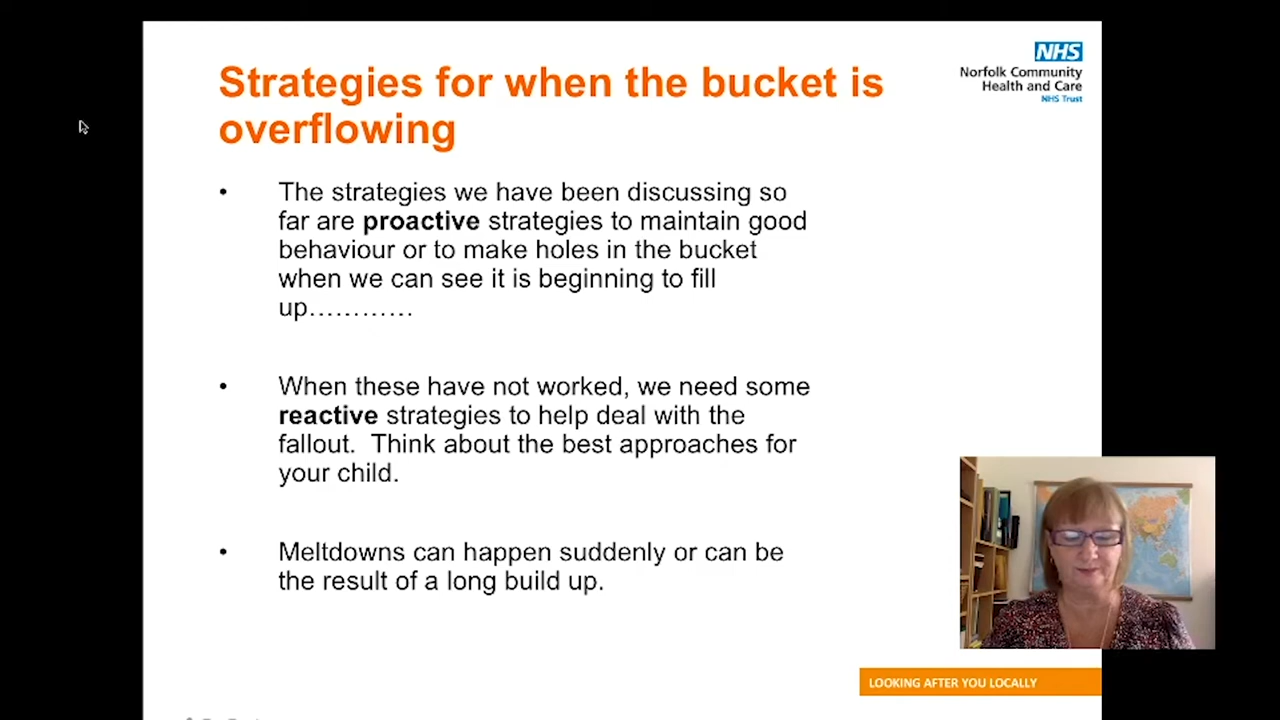 Strategies for when the bucket is
overflowing
NHS
Norfolk Community
Health and Care
NHS Trust
• The strategies we have been discussing so
far are proactive strategies to maintain good
behaviour or to make holes in the bucket
when we can see it is beginning to fill
up…………
• When these have not worked, we need some
reactive strategies to help deal with the
fallout.  Think about the best approaches for
your child.
• Meltdowns can happen suddenly or can be
the result of a long build up.
LOOKING AFTER YOU LOCALLY